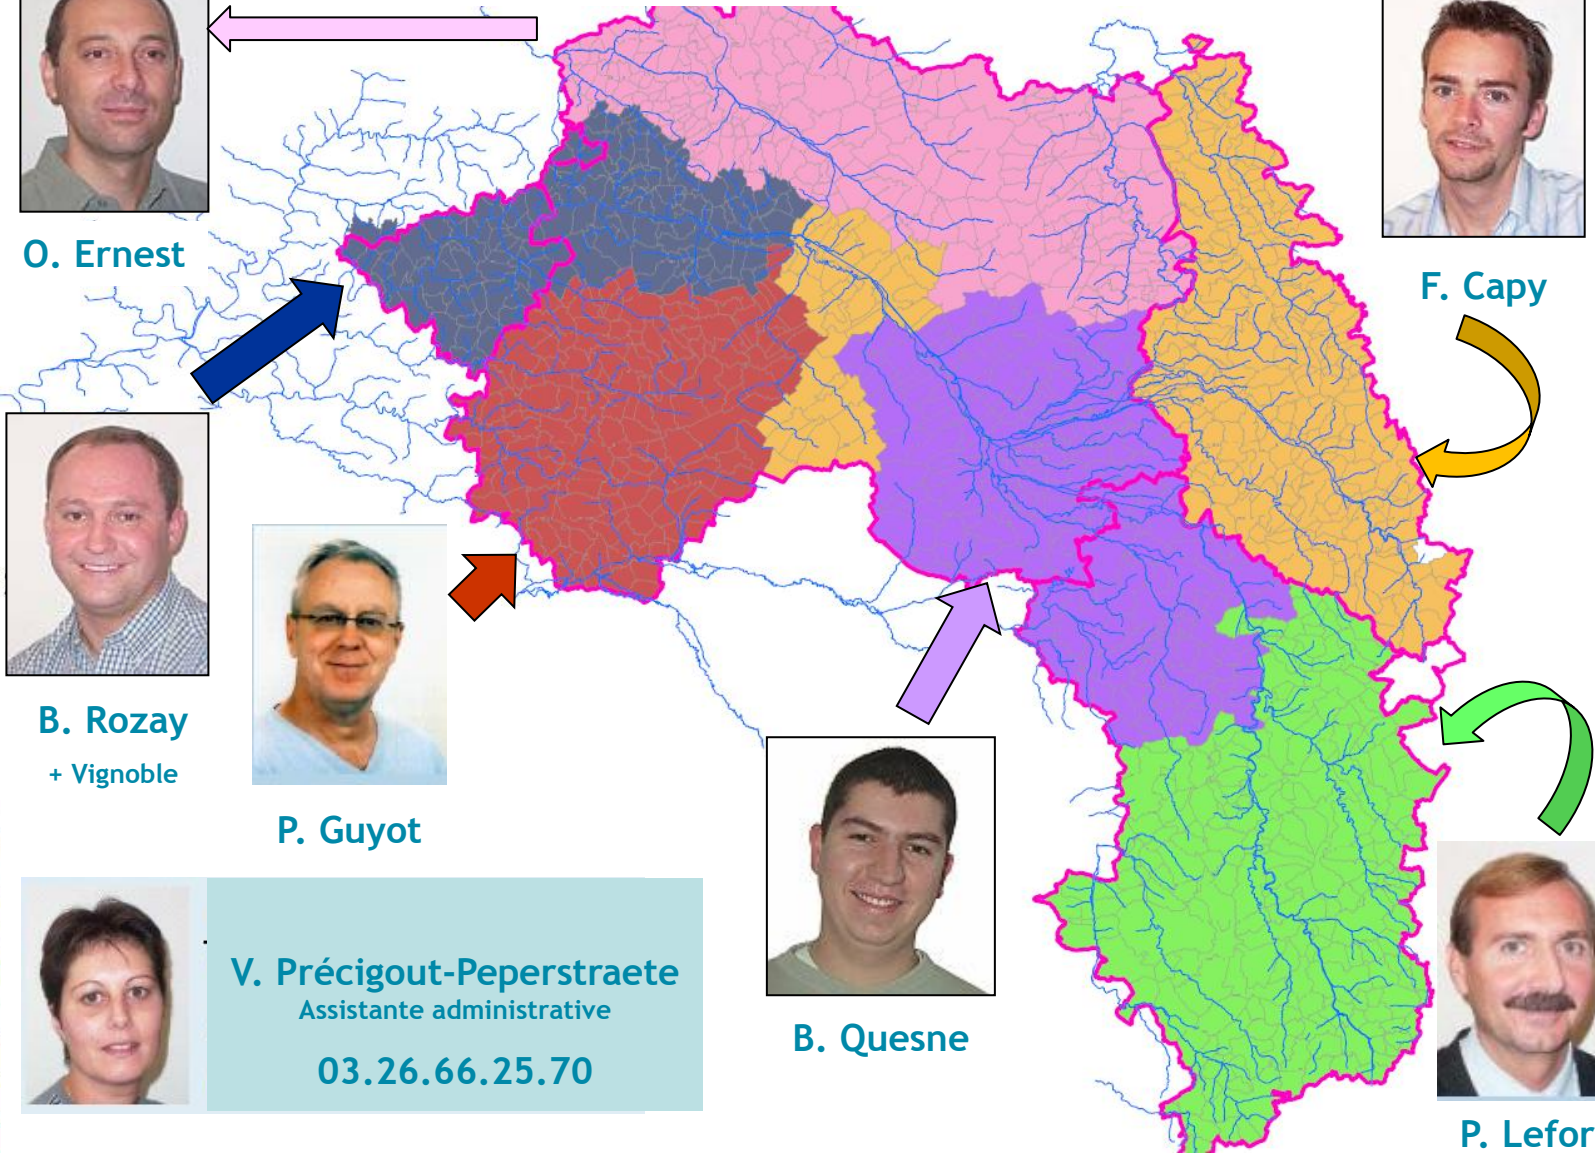 O. Ernest
F. Capy
B. Rozay
+ Vignoble
P. Guyot
V. Précigout-Peperstraete
Assistante administrative
03.26.66.25.70
B. Quesne
P. Lefor